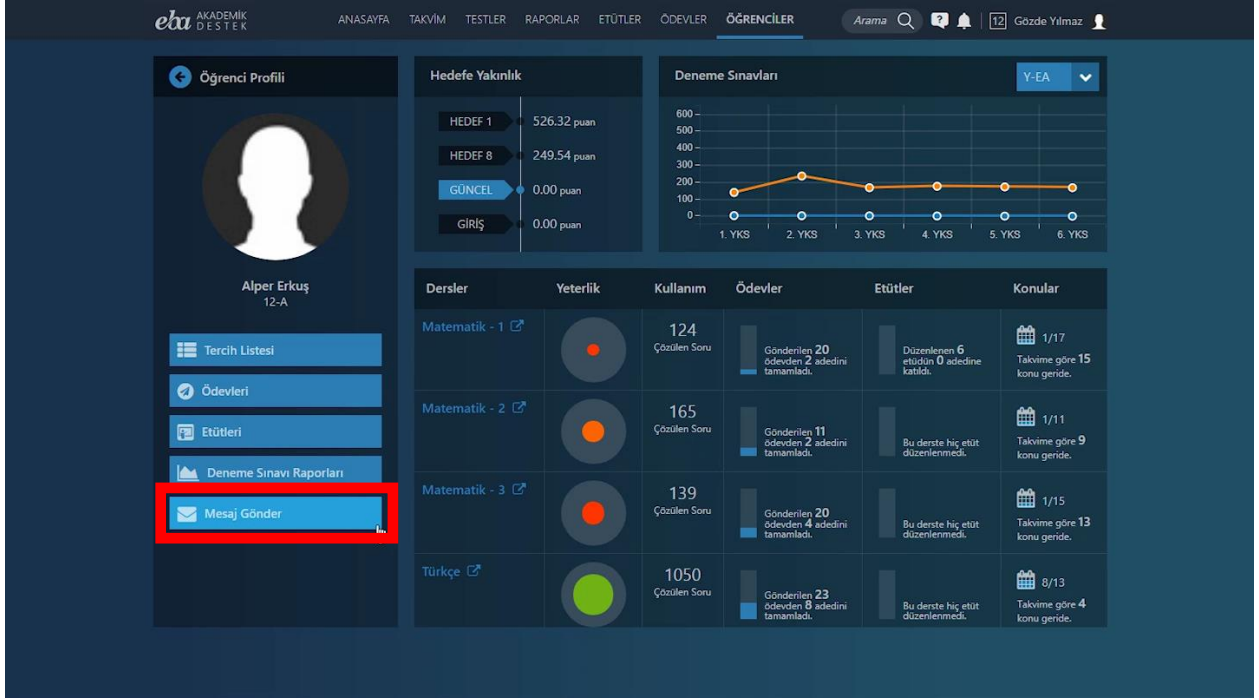 eba AKADEMİK DESTEK
ANASAYFA TAKVİM TESTLER RAPORLAR ETÜTLER ÖDEVLER ÖĞRENCİLER Arama 12 Gözde Yılmaz
Öğrenci Profili
Alper Erkuş
12-A
Tercih Listesi
Ödevleri
Etütleri
Deneme Sınavı Raporları
Mesaj Gönder
Hedefe Yakınlık
HEDEF 1 526.32 puan
HEDEF 8 249.54 puan
GÜNCEL 0.00 puan
GİRİŞ 0.00 puan
Deneme Sınavları Y-EA
600
500
400
300
200
100
0
1. YKS 2. YKS 3. YKS 4. YKS 5. YKS 6. YKS
Dersler Yeterlik Kullanım Ödevler Etütler Konular
Matematik - 1
124
Çözülen Soru
Gönderilen 20
ödevden 2 adedini
tamamladı.
Düzenlenen 6
etüdün 0 adedine
katıldı.
1/17
Takvime göre 15
konu geride.
Matematik - 2
165
Çözülen Soru
Gönderilen 11
ödevden 2 adedini
tamamladı.
Bu derste hiç etüt
düzenlenmedi.
1/11
Takvime göre 9
konu geride.
Matematik - 3
139
Çözülen Soru
Gönderilen 20
ödevden 4 adedini
tamamladı.
Bu derste hiç etüt
düzenlenmedi.
1/15
Takvime göre 13
konu geride.
Türkçe
1050
Çözülen Soru
Gönderilen 23
ödevden 8 adedini
tamamladı.
Bu derste hiç etüt
düzenlenmedi.
8/13
Takvime göre 4
konu geride.